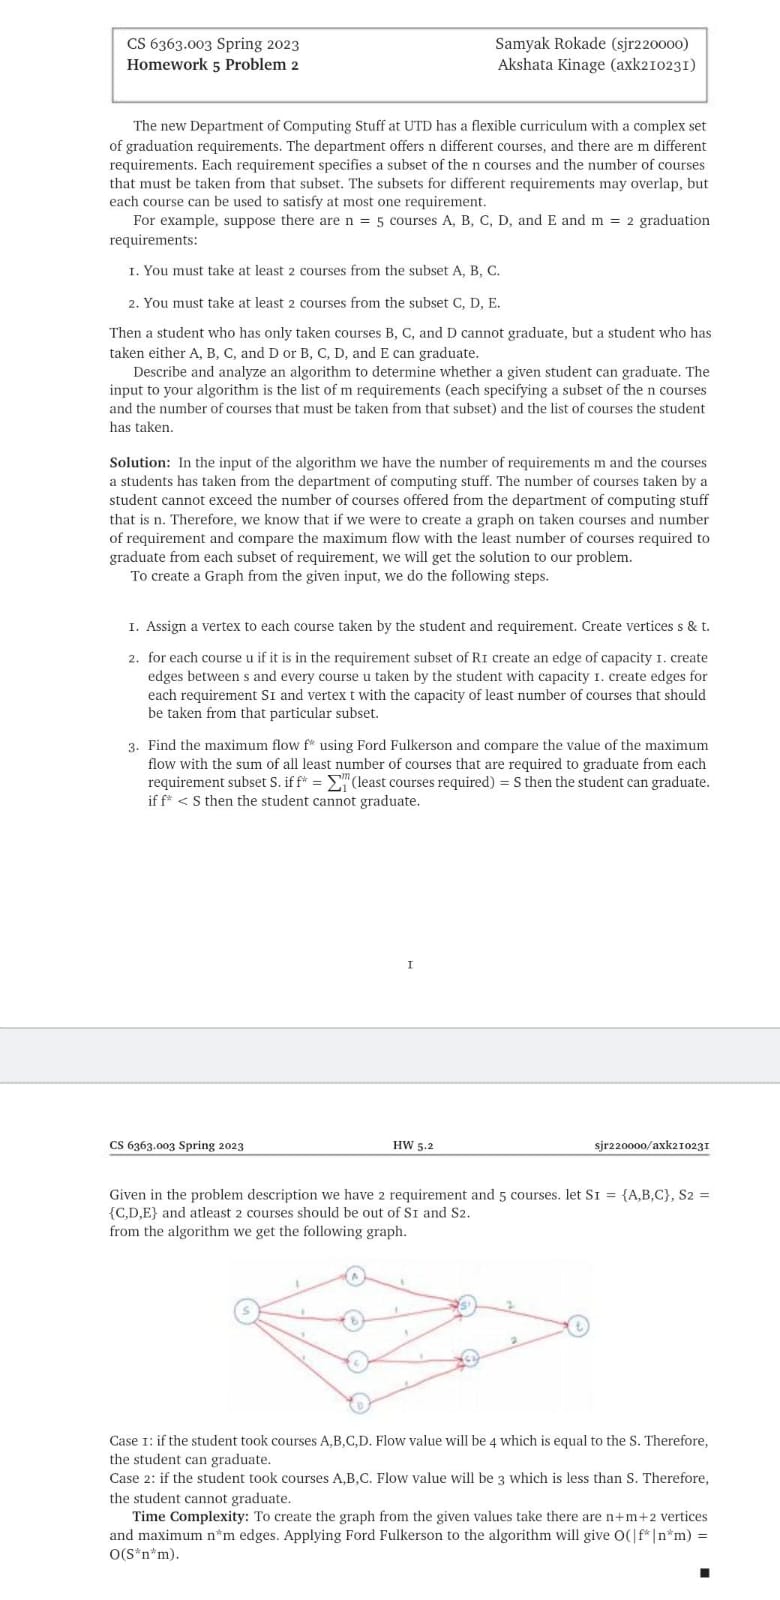 CS 6363.003 Spring 2023 Samyak Rokade (sjr220000)
Homework 5 Problem 2 Akshata Kinage (axk210231)
The new Department of Computing Stuff at UTD has a flexible curriculum with a complex set
of graduation requirements. The department offers n different courses, and there are m different
requirements. Each requirement specifies a subset of the n courses and the number of courses
that must be taken from that subset. The subsets for different requirements may overlap, but
each course can be used to satisfy at most one requirement.
For example, suppose there are n = 5 courses A, B, C, D, and E and m = 2 graduation
requirements:
1. You must take at least 2 courses from the subset A, B, C.
2. You must take at least 2 courses from the subset C, D, E.
Then a student who has only taken courses B, C, and D cannot graduate, but a student who has
taken either A, B, C, and D or B, C, D, and E can graduate.
Describe and analyze an algorithm to determine whether a given student can graduate. The
input to your algorithm is the list of m requirements (each specifying a subset of the n courses
and the number of courses that must be taken from that subset) and the list of courses the student
has taken.
Solution: In the input of the algorithm we have the number of requirements m and the courses
a students has taken from the department of computing stuff. The number of courses taken by a
student cannot exceed the number of courses offered from the department of computing stuff
that is n. Therefore, we know that if we were to create a graph on taken courses and number
of requirement and compare the maximum flow with the least number of courses required to
graduate from each subset of requirement, we will get the solution to our problem.
To create a Graph from the given input, we do the following steps.
1. Assign a vertex to each course taken by the student and requirement. Create vertices s & t.
2. for each course u if it is in the requirement subset of R1 create an edge of capacity 1. create
edges between s and every course u taken by the student with capacity 1. create edges for
each requirement S1 and vertex t with the capacity of least number of courses that should
be taken from that particular subset.
3. Find the maximum flow f* using Ford Fulkerson and compare the value of the maximum
flow with the sum of all least number of courses that are required to graduate from each
requirement subset S. if f* = ∑₁ᵐ(least courses required) = S then the student can graduate.
if f* < S then the student cannot graduate.
1
CS 6363.003 Spring 2023 HW 5.2 sjr220000/axk210231
Given in the problem description we have 2 requirement and 5 courses. let S1 = {A,B,C}, S2 =
{C,D,E} and atleast 2 courses should be out of S1 and S2.
from the algorithm we get the following graph.
A
1 1
S 1 B 1 S1 2
1 1 t
1 C 1 S2 2
1
D
Case 1: if the student took courses A,B,C,D. Flow value will be 4 which is equal to the S. Therefore,
the student can graduate.
Case 2: if the student took courses A,B,C. Flow value will be 3 which is less than S. Therefore,
the student cannot graduate.
Time Complexity: To create the graph from the given values take there are n+m+2 vertices
and maximum n*m edges. Applying Ford Fulkerson to the algorithm will give O(|f*|n*m) =
O(S*n*m).